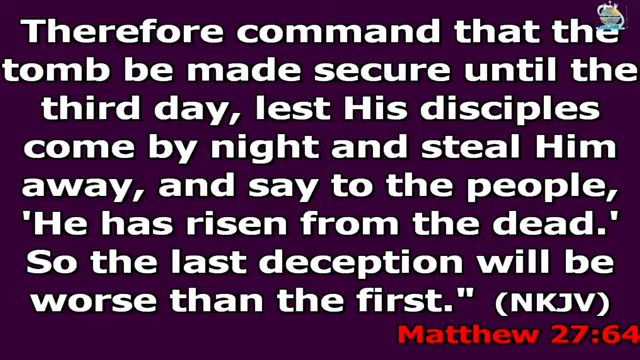 Therefore command that the
tomb be made secure until the
third day, lest His disciples
come by night and steal Him
away, and say to the people,
'He has risen from the dead.'
So the last deception will be
worse than the first." (NKJV)
Matthew 27:64